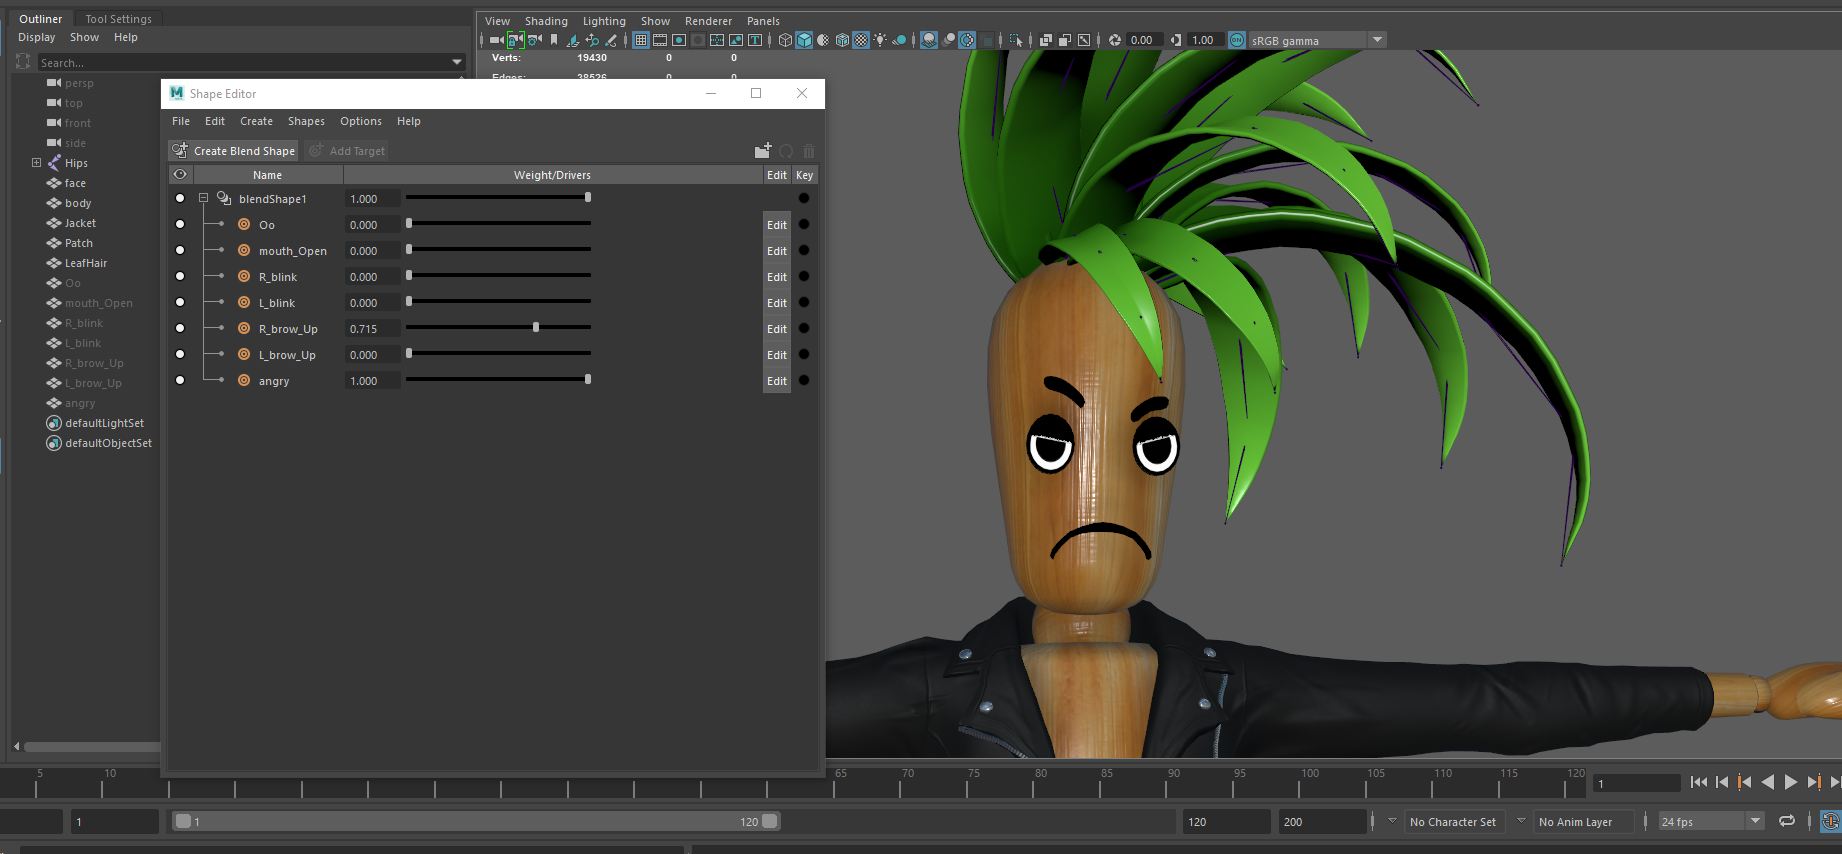 Outliner Tool Settings
Display Show Help
Search...
persp
top
front
side
Hips
face
body
Jacket
Patch
LeafHair
Oo
mouth_Open
R_blink
L_blink
R_brow_Up
L_brow_Up
angry
defaultLightSet
defaultObjectSet
M Shape Editor
File Edit Create Shapes Options Help
Create Blend Shape Add Target
Name Weight/Drivers Edit Key
blendShape1 1.000
Oo 0.000 Edit
mouth_Open 0.000 Edit
R_blink 0.000 Edit
L_blink 0.000 Edit
R_brow_Up 0.715 Edit
L_brow_Up 0.000 Edit
angry 1.000 Edit
View Shading Lighting Show Renderer Panels
0.00 1.00 ON sRGB gamma
Verts: 19430 0 0
Edges: 38526 0 0
5 10 65 70 75 80 85 90 95 100 105 110 115 120 1
1 1 120 120 200 No Character Set No Anim Layer 24 fps